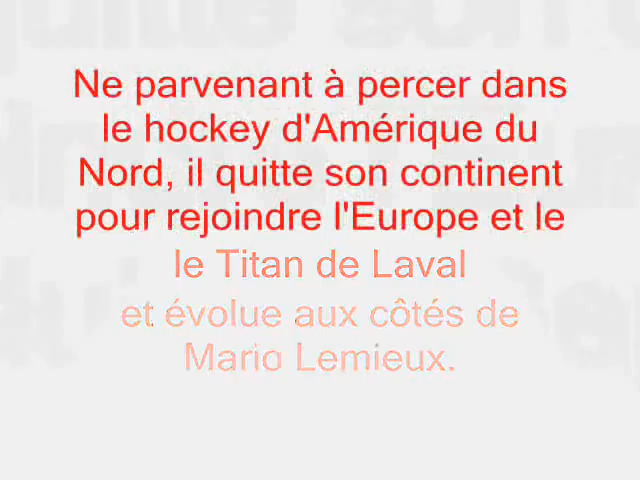 Ne parvenant à percer dans
le hockey d'Amérique du
Nord, il quitte son continent
pour rejoindre l'Europe et le
le Titan de Laval
et évolue aux côtés de
Mario Lemieux.